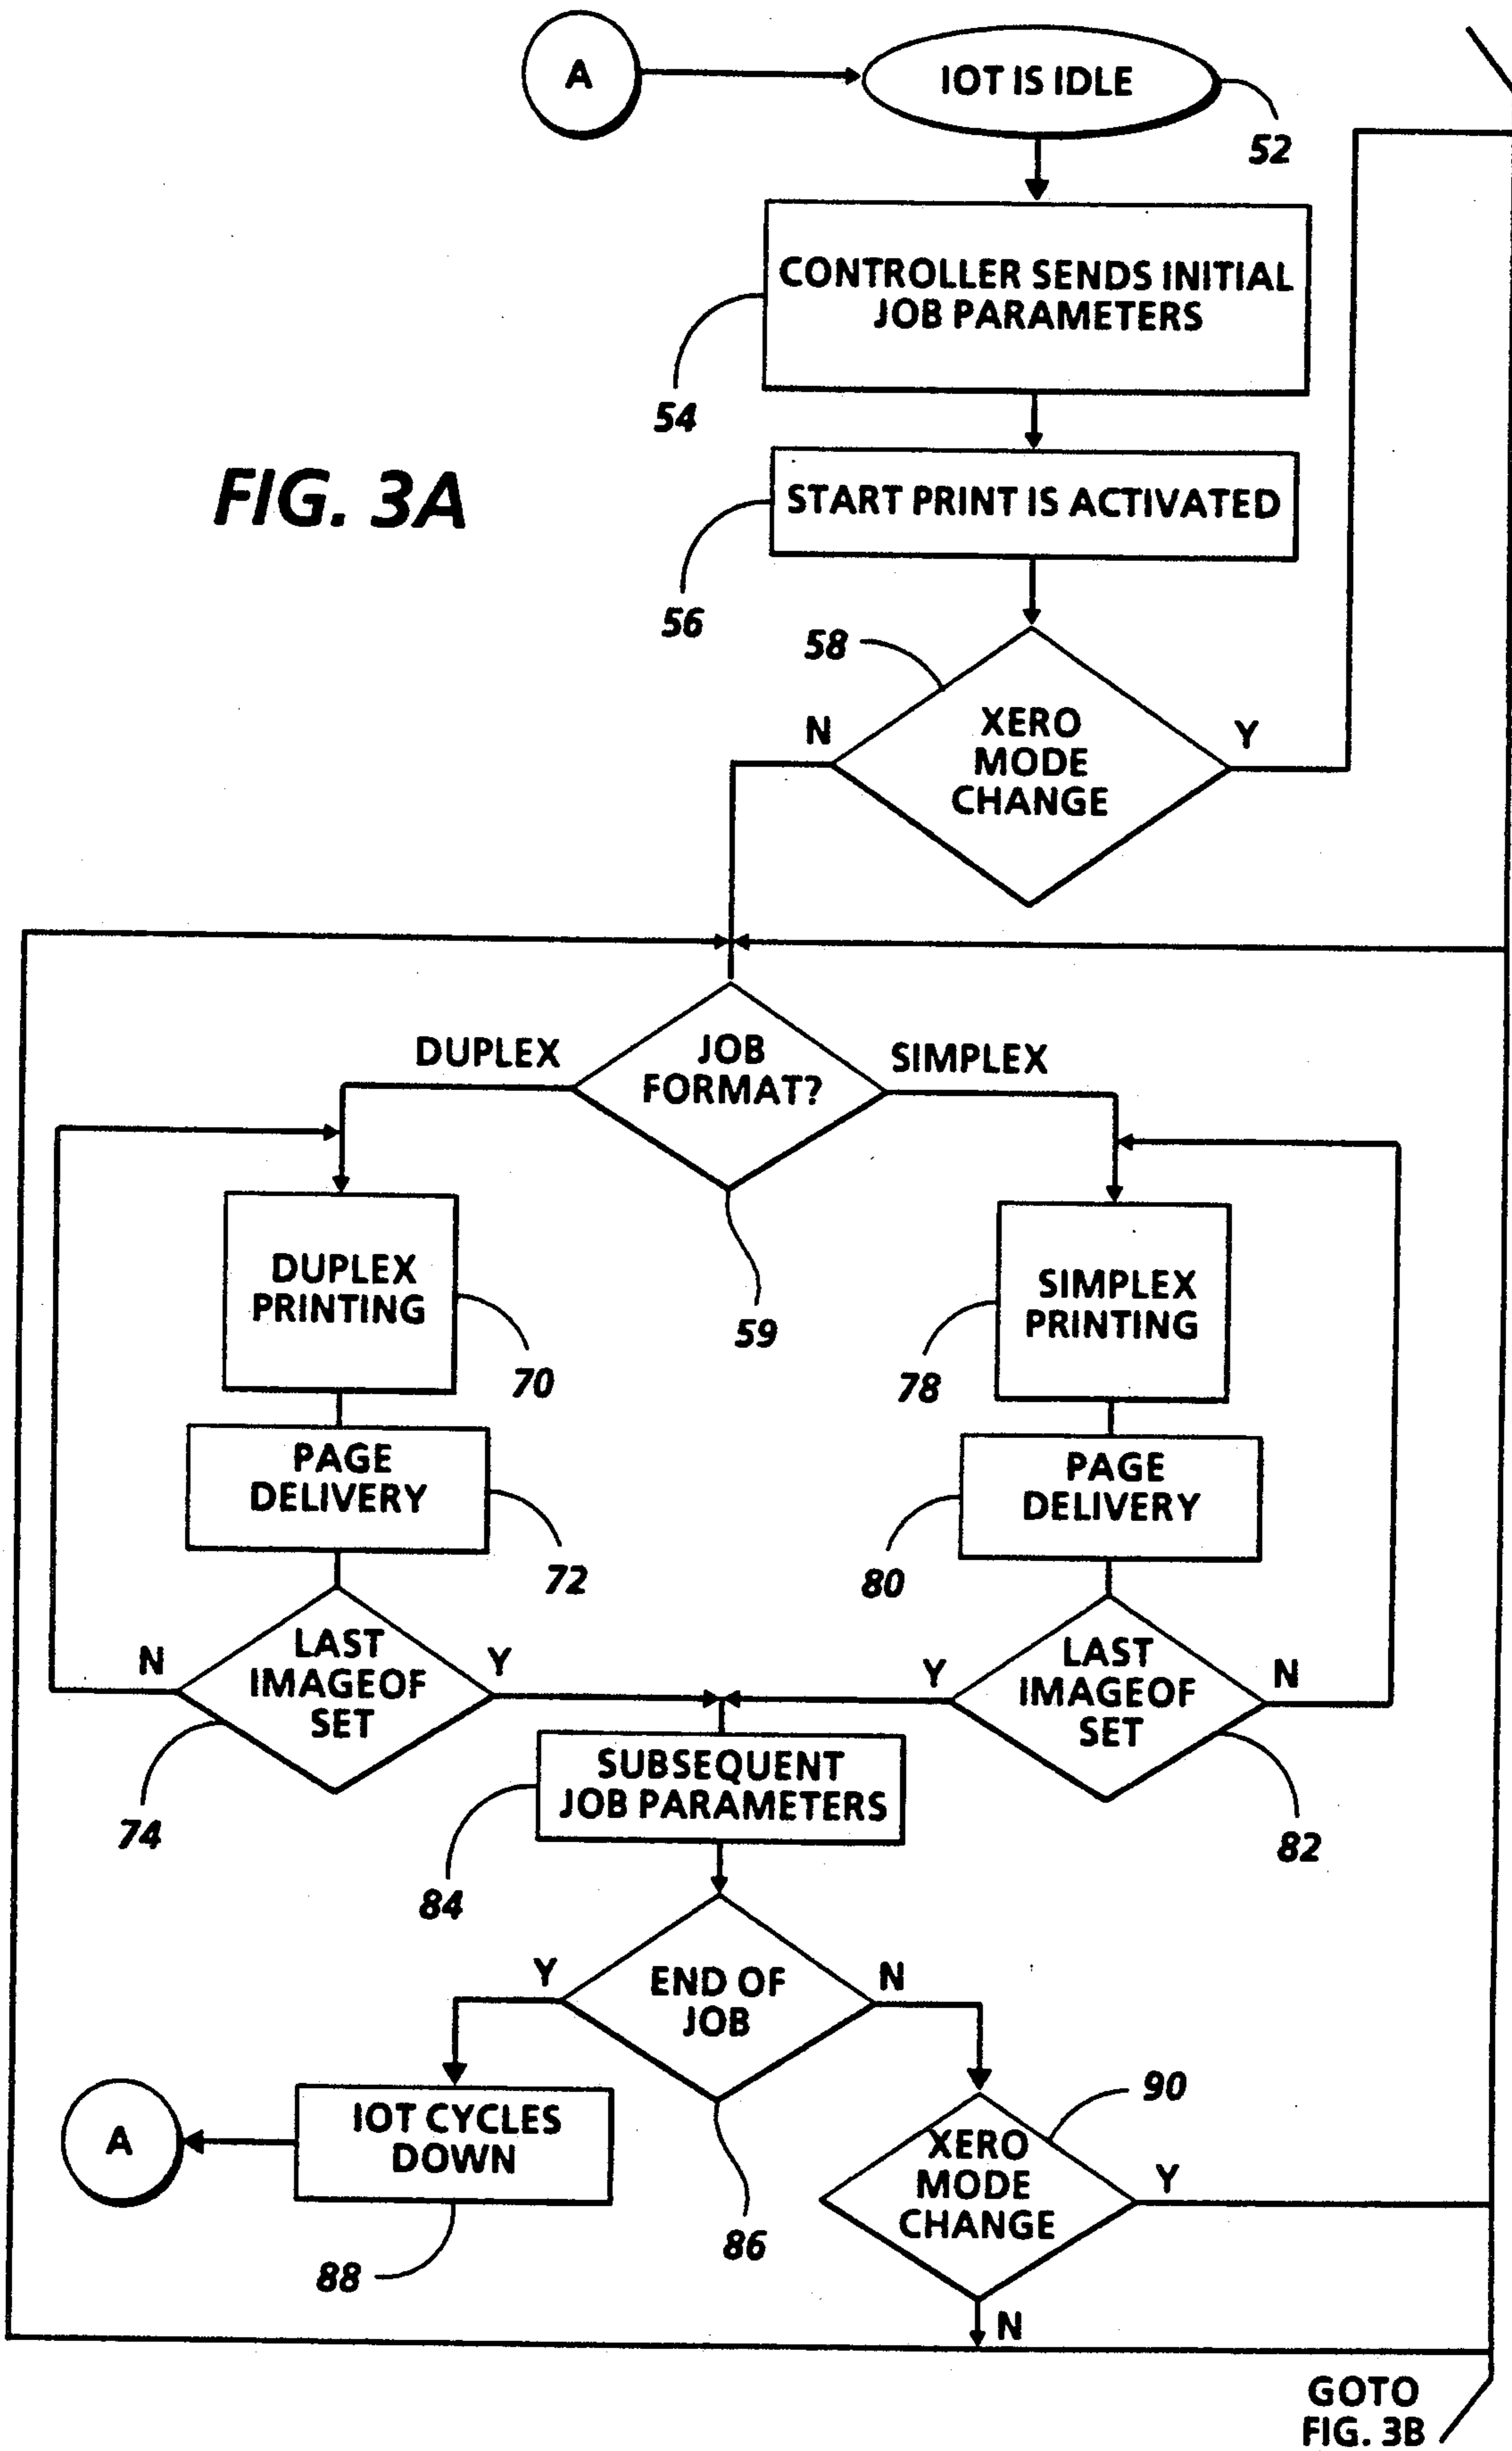 A
IOT IS IDLE
52
CONTROLLER SENDS INITIAL
JOB PARAMETERS
54
FIG. 3A
START PRINT IS ACTIVATED
56
58
N
XERO
MODE
CHANGE
Y
DUPLEX
JOB
FORMAT?
SIMPLEX
59
DUPLEX
PRINTING
70
SIMPLEX
PRINTING
78
PAGE
DELIVERY
72
PAGE
DELIVERY
80
N
LAST
IMAGEOF
SET
Y
74
Y
LAST
IMAGEOF
SET
N
82
SUBSEQUENT
JOB PARAMETERS
84
Y
END OF
JOB
N
86
A
IOT CYCLES
DOWN
88
90
XERO
MODE
CHANGE
Y
N
GOTO
FIG. 3B